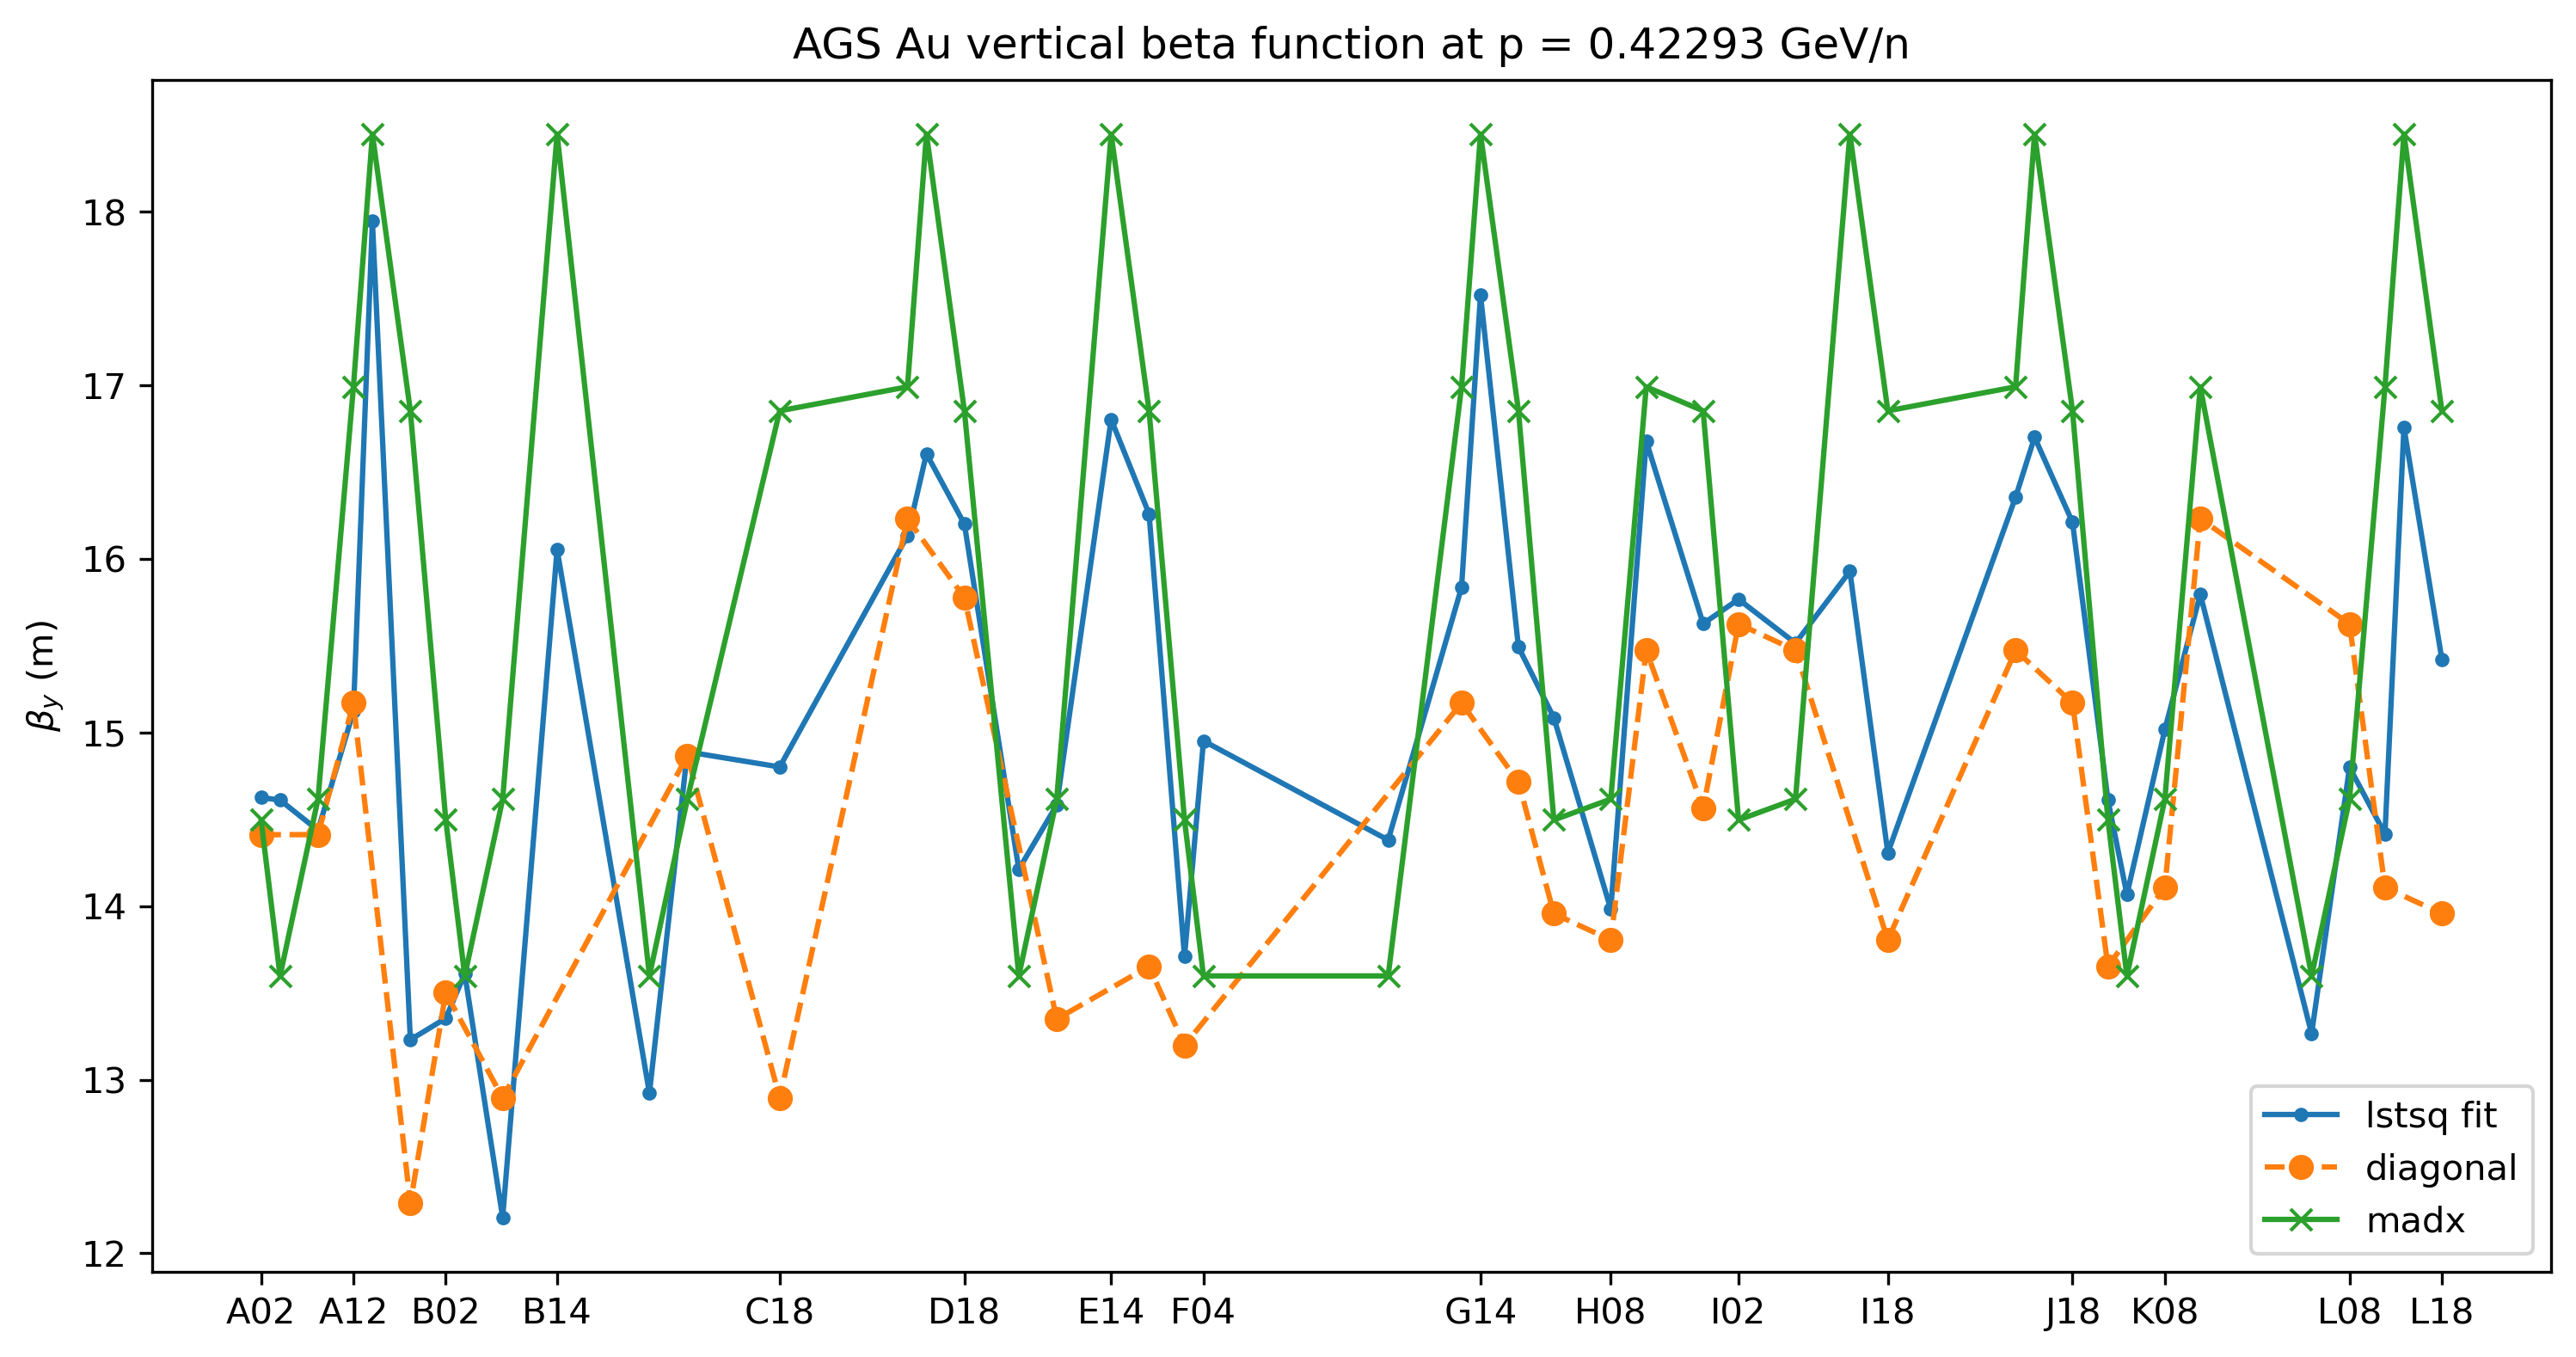 AGS Au vertical beta function at p = 0.42293 GeV/n
βy (m)
18
17
16
15
14
13
12
A02 A12 B02 B14 C18 D18 E14 F04 G14 H08 I02 I18 J18 K08 L08 L18
lstsq fit
diagonal
madx